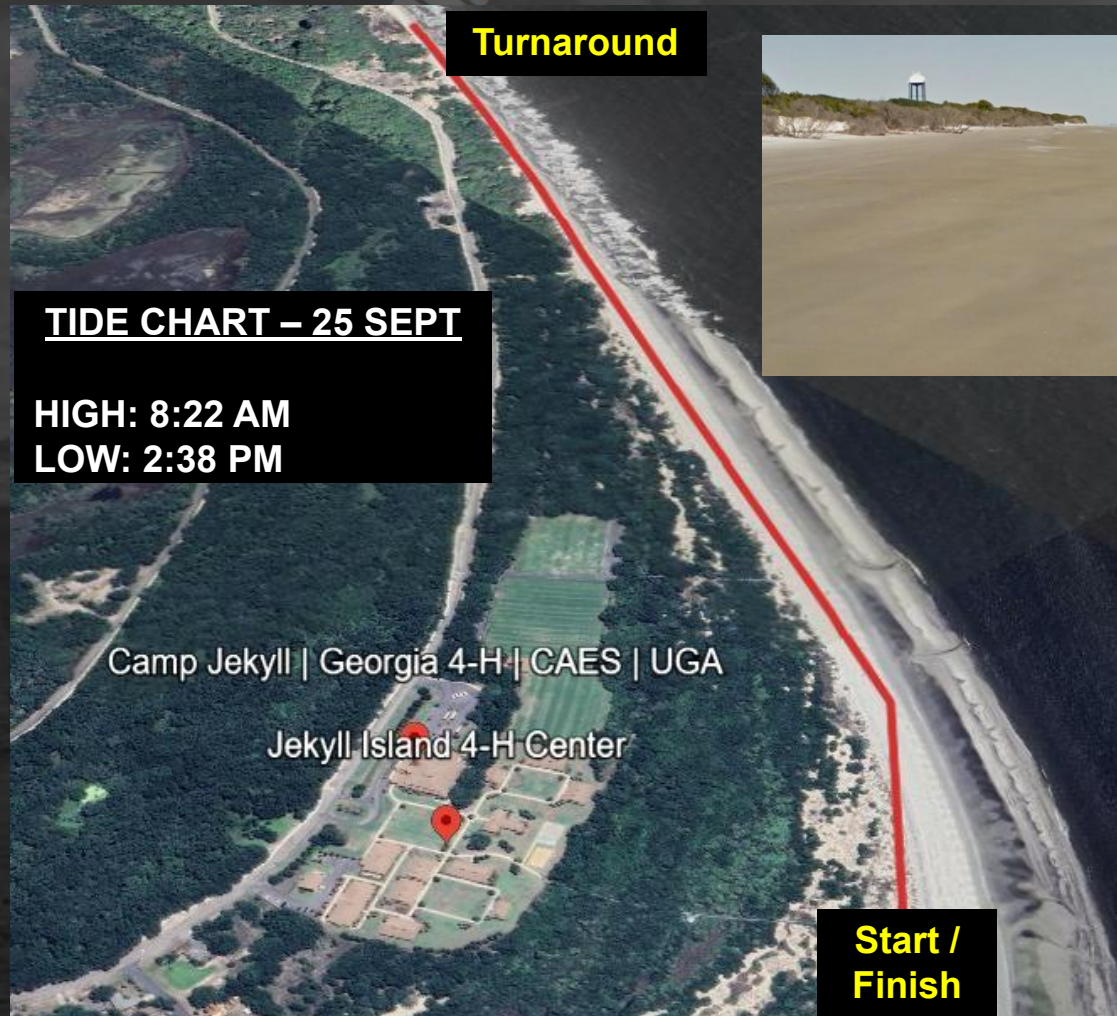 Turnaround
TIDE CHART – 25 SEPT
HIGH: 8:22 AM
LOW: 2:38 PM
Camp Jekyll | Georgia 4-H | CAES | UGA
Jekyll Island 4-H Center
Start /
Finish